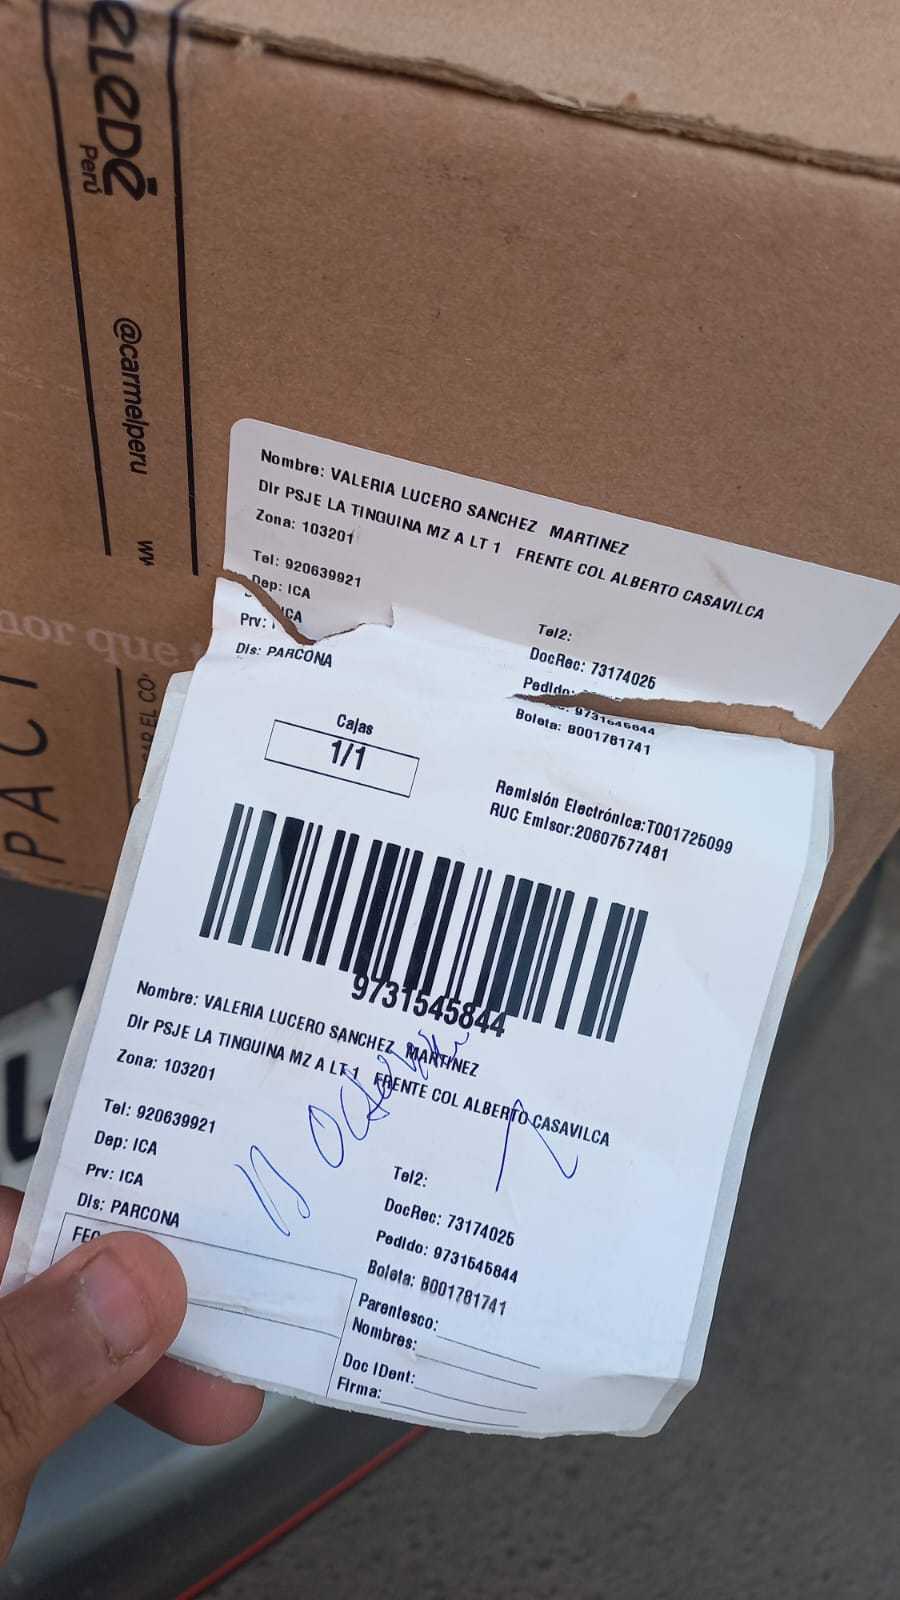 ELEDÉ
Perú
@carmelperu
Nombre: VALERIA LUCERO SANCHEZ MARTINEZ
Dir PSJE LA TINGUINA MZ A LT 1 FRENTE COL ALBERTO CASAVILCA
Zona: 103201
Tel: 920639921
Tel2:
Dep: ICA
DocRec: 73174025
Prv: ICA
Pedido: 9731545844
Dis: PARCONA
Boleta: B001781741
Cajas
1/1
Remisión Electrónica:T001725099
RUC Emisor:20607577481
9731545844
Nombre: VALERIA LUCERO SANCHEZ MARTINEZ
Dir PSJE LA TINGUINA MZ A LT 1 FRENTE COL ALBERTO CASAVILCA
Zona: 103201
Tel: 920639921
Tel2:
Dep: ICA
DocRec: 73174025
Prv: ICA
Pedido: 9731545844
Dis: PARCONA
Boleta: B001781741
Parentesco:
Nombres:
Doc IDent:
Firma: